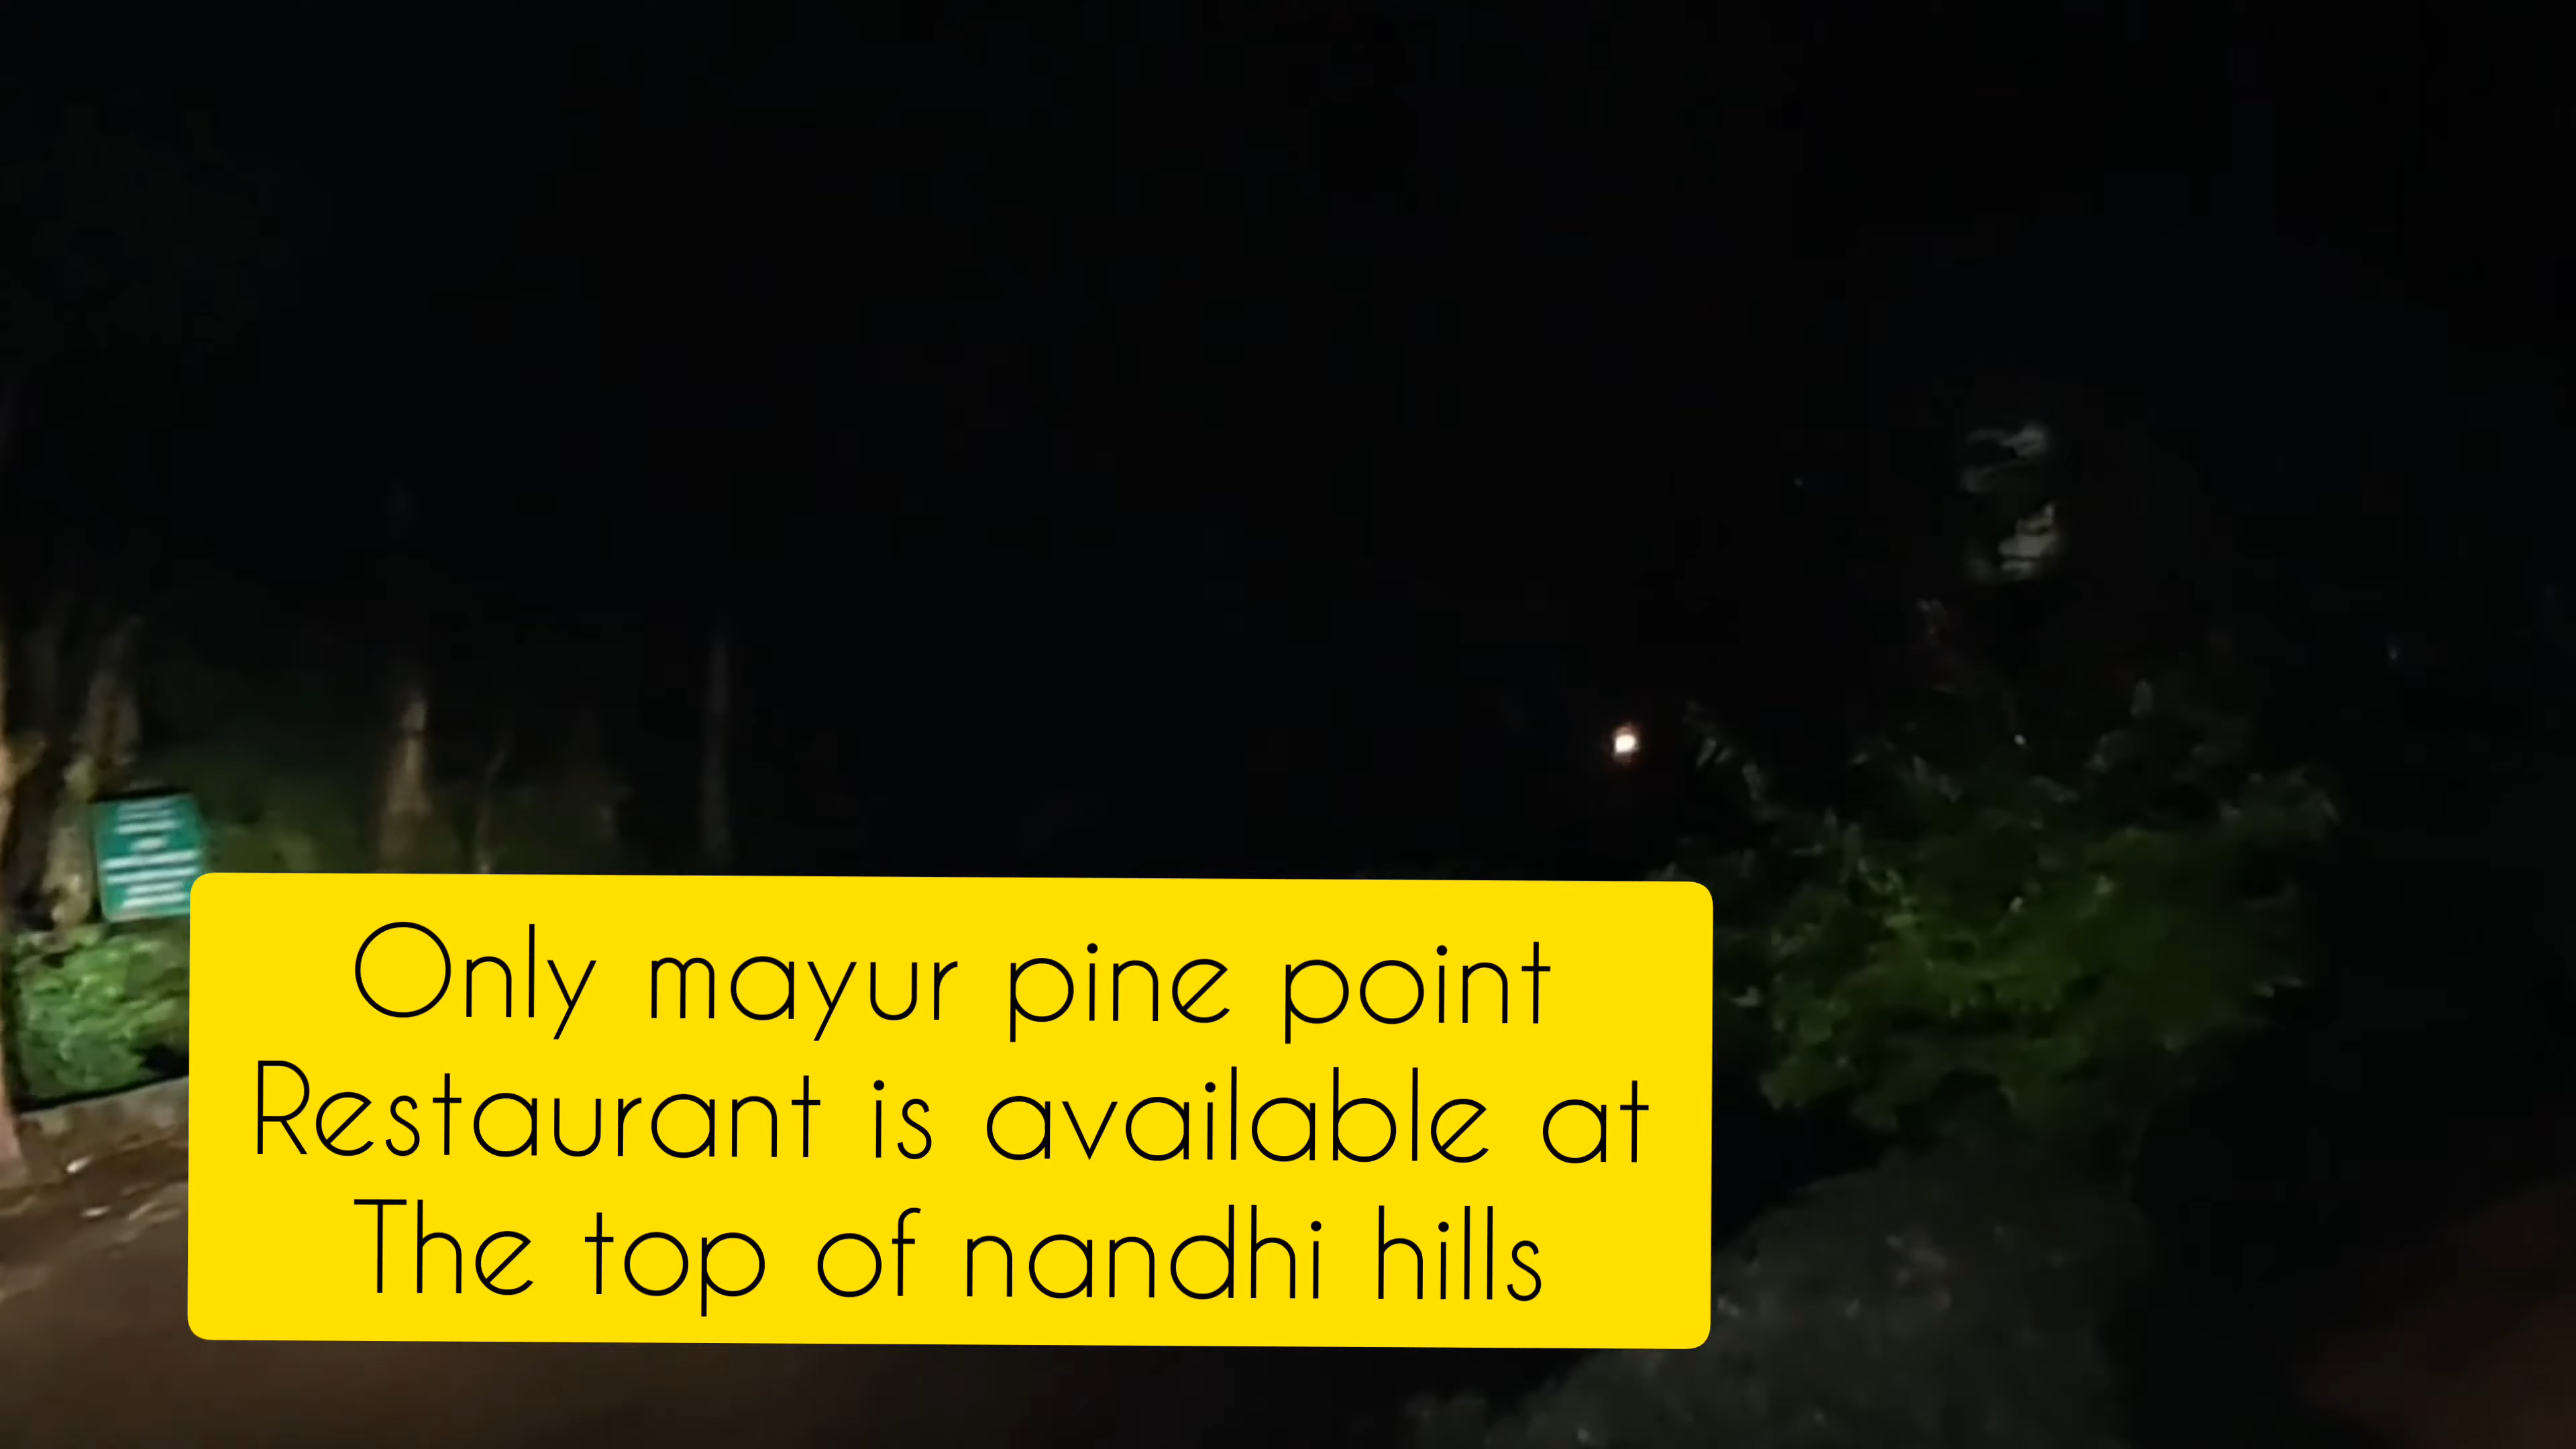 Only mayur pine point
Restaurant is available at
The top of nandhi hills